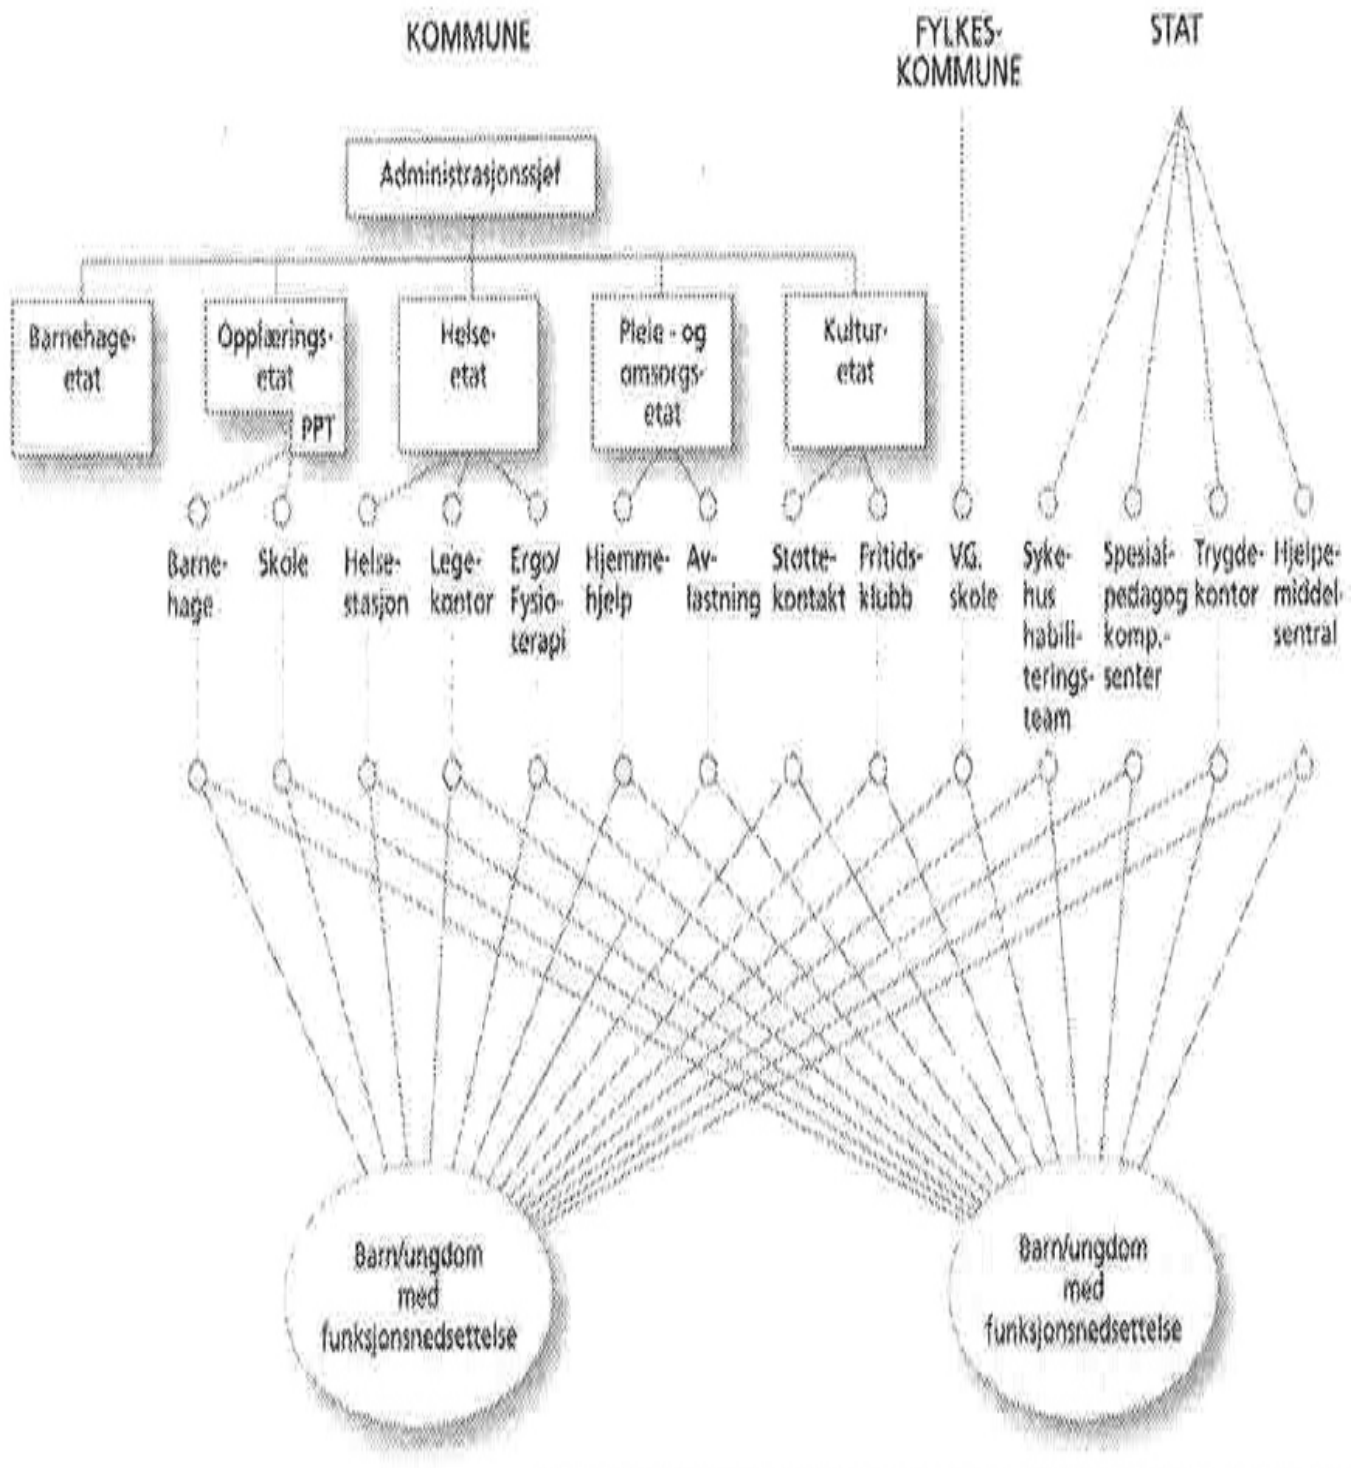 KOMMUNE
FYLKES-
KOMMUNE
STAT
Administrasjonssjef
Barnehage-
etat
Opplærings-
etat
PPT
Helse-
etat
Pleie - og
omsorgs-
etat
Kultur-
etat
Barne-
hage
Skole
Helse-
stasjon
Lege-
kontor
Ergo/
Fysio-
terapi
Hjemme-
hjelp
Av-
lastning
Støtte-
kontakt
Fritids-
klubb
V.G.
skole
Syke-
hus
habili-
terings-
team
Spesial-
pedagog
komp.-
senter
Trygde-
kontor
Hjelpe-
middel-
sentral
Barn/ungdom
med
funksjonsnedsettelse
Barn/ungdom
med
funksjonsnedsettelse